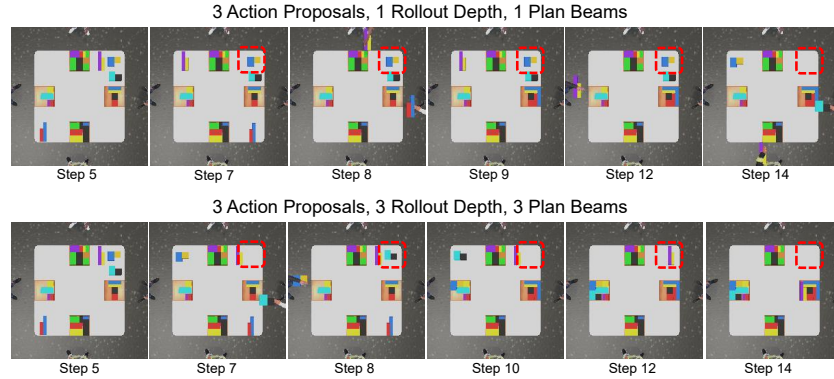 3 Action Proposals, 1 Rollout Depth, 1 Plan Beams
Step 5
Step 7
Step 8
Step 9
Step 12
Step 14
3 Action Proposals, 3 Rollout Depth, 3 Plan Beams
Step 5
Step 7
Step 8
Step 10
Step 12
Step 14